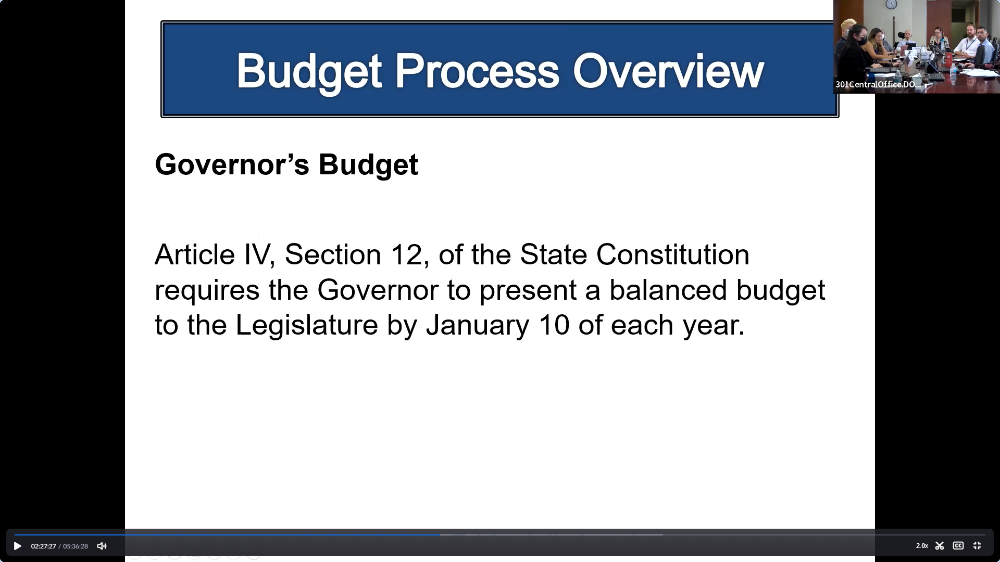 Budget Process Overview
301CentralOffice.DO...
Governor’s Budget
Article IV, Section 12, of the State Constitution
requires the Governor to present a balanced budget
to the Legislature by January 10 of each year.
02:27:27 / 05:36:28
2.0x
CC